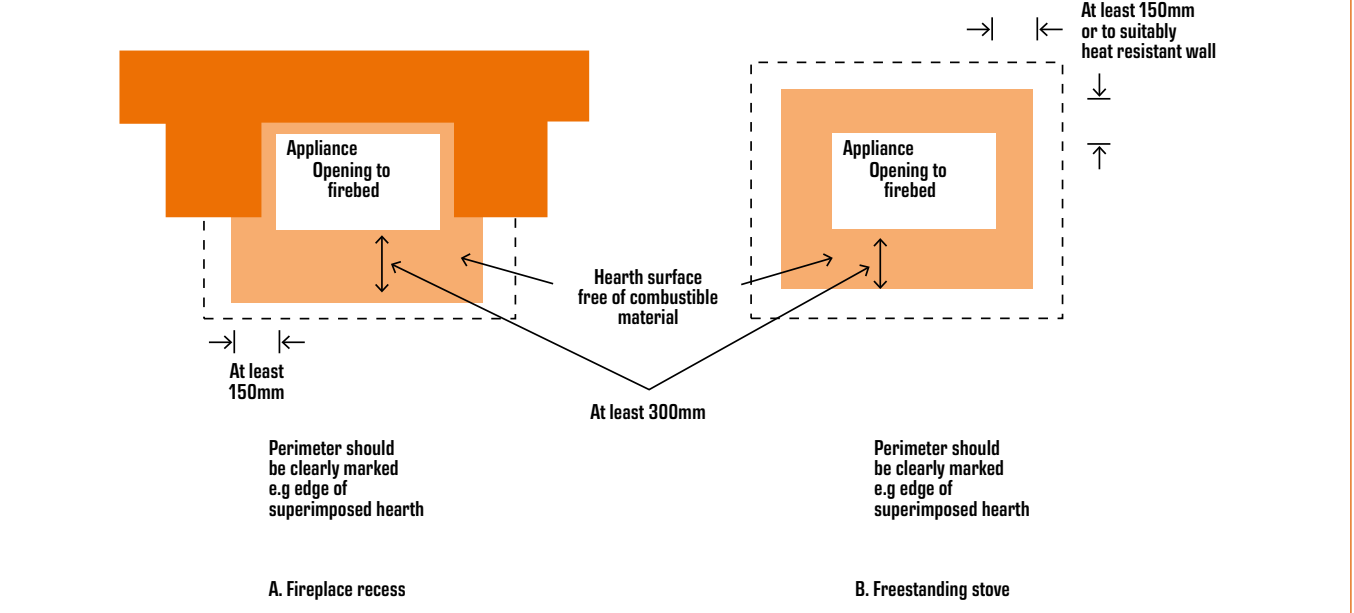 At least 150mm
or to suitably
heat resistant wall
Appliance
Opening to
firebed
Appliance
Opening to
firebed
Hearth surface
free of combustible
material
At least
150mm
At least 300mm
Perimeter should
be clearly marked
e.g edge of
superimposed hearth
Perimeter should
be clearly marked
e.g edge of
superimposed hearth
A. Fireplace recess
B. Freestanding stove